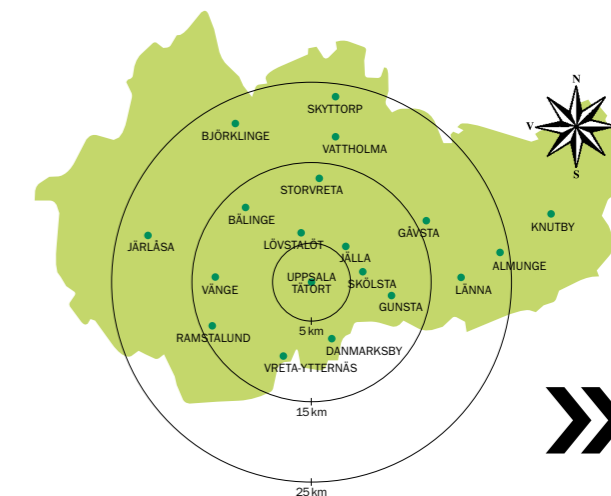 N
SKYTTORP
BJÖRKLINGE
V
VATTHOLMA
S
STORVRETA
BÄLINGE
KNUTBY
GÅVSTA
LÖVSTALÖT
JÄRLÅSA
JÄLLA
ALMUNGE
UPPSALA
TÄTORT
SKÖLSTA
VÄNGE
LÄNNA
GUNSTA
5 km
RAMSTALUND
DANMARKSBY
VRETA-YTTERNÄS
15 km
25 km